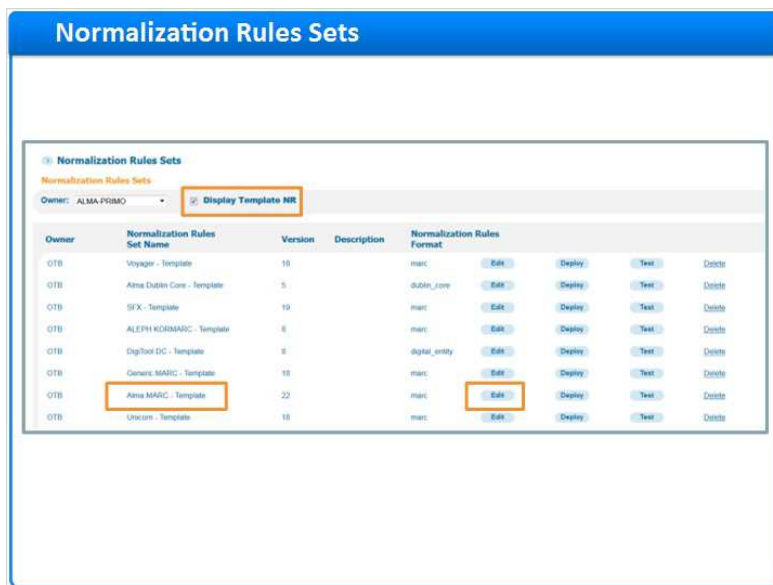 Normalization Rules Sets
Normalization Rules Sets
Normalization Rules Sets
Owner: ALMA-PRIMO Display Template NR
Owner Normalization Rules Set Name Version Description Normalization Rules Format
OTB Voyager - Template 18 marc Edit Deploy Test Delete
OTB Alma Dublin Core - Template 5 dublin_core Edit Deploy Test Delete
OTB SFX - Template 19 marc Edit Deploy Test Delete
OTB ALEPH KORMARC - Template 8 marc Edit Deploy Test Delete
OTB DigiTool DC - Template 8 digital_entity Edit Deploy Test Delete
OTB Generic MARC - Template 18 marc Edit Deploy Test Delete
OTB Alma MARC - Template 22 marc Edit Deploy Test Delete
OTB Unicorn - Template 18 marc Edit Deploy Test Delete